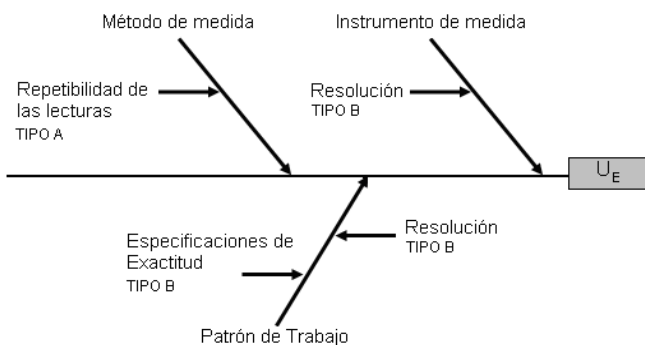 Método de medida
Instrumento de medida
Repetibilidad de
las lecturas
TIPO A
Resolución
TIPO B
U_E
Especificaciones de
Exactitud
TIPO B
Resolución
TIPO B
Patrón de Trabajo